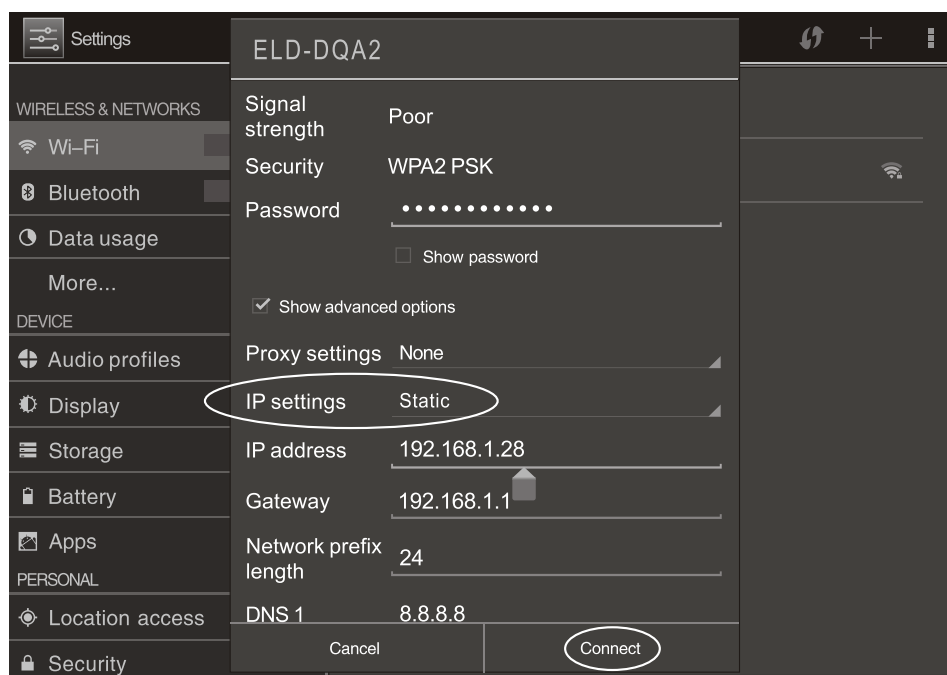 Settings
WIRELESS & NETWORKS
Wi–Fi
Bluetooth
Data usage
More...
DEVICE
Audio profiles
Display
Storage
Battery
Apps
PERSONAL
Location access
Security
ELD-DQA2
Signal strength Poor
Security WPA2 PSK
Password ••••••••••••
Show password
Show advanced options
Proxy settings None
IP settings Static
IP address 192.168.1.28
Gateway 192.168.1.1
Network prefix length 24
DNS 1 8.8.8.8
Cancel Connect